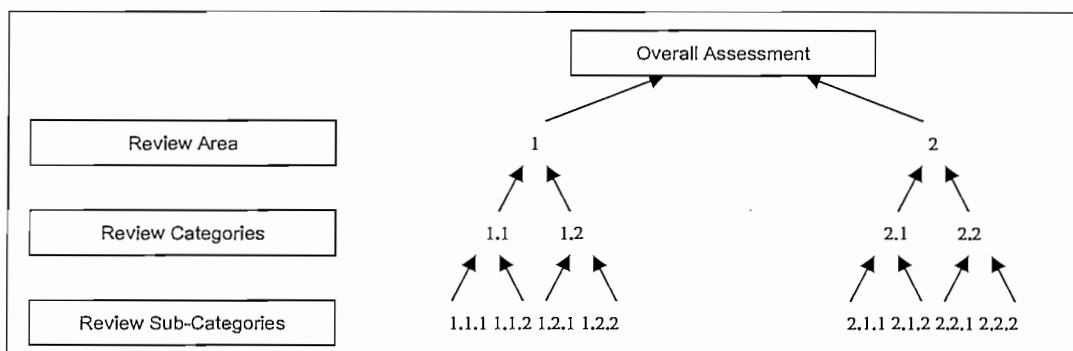 Overall Assessment
Review Area
1
2
Review Categories
1.1
1.2
2.1
2.2
Review Sub-Categories
1.1.1 1.1.2 1.2.1 1.2.2
2.1.1 2.1.2 2.2.1 2.2.2